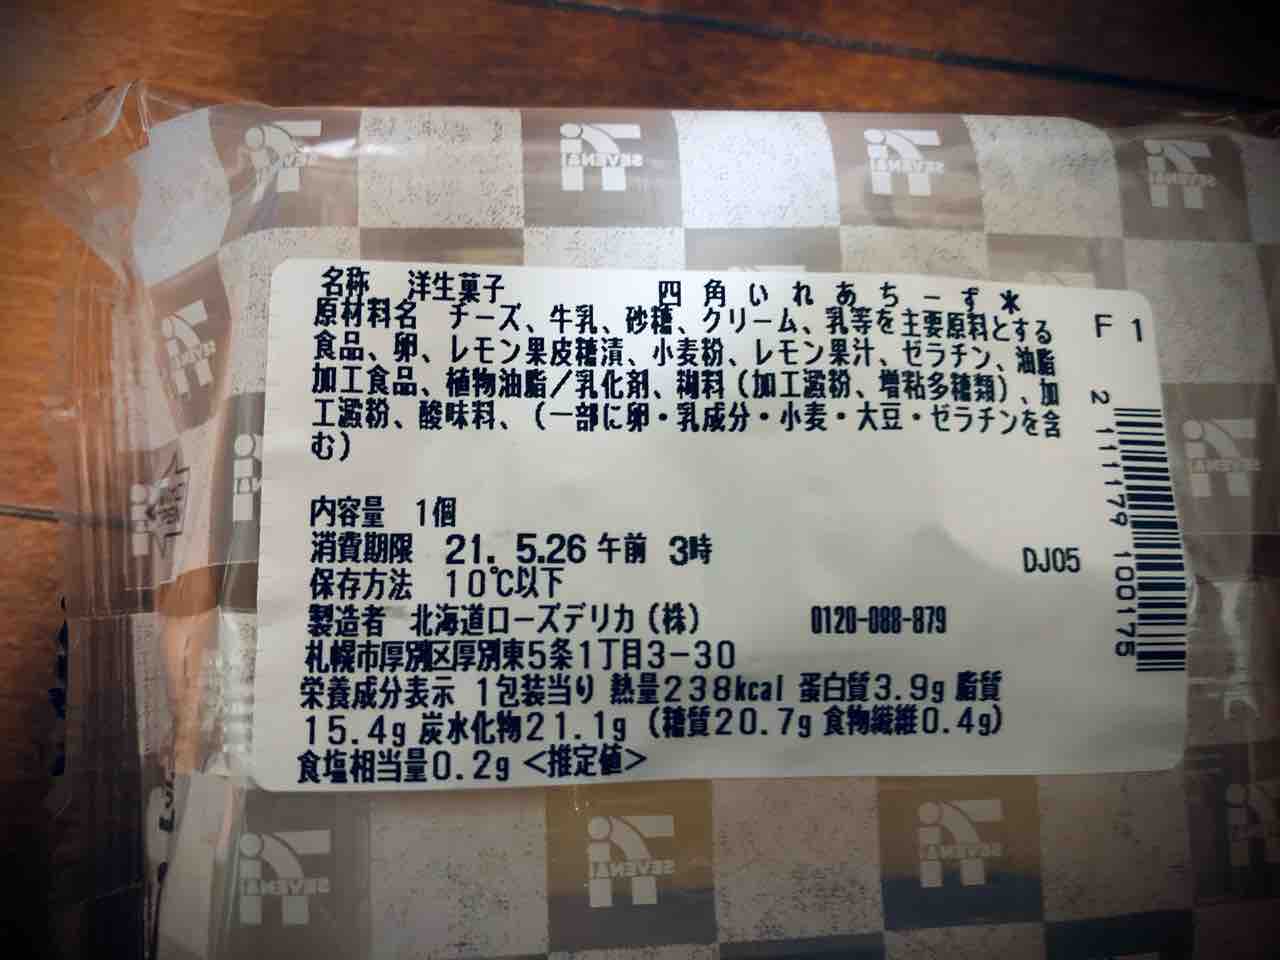 名称　洋生菓子　四角いれあちーず＊
原材料名　チーズ、牛乳、砂糖、クリーム、乳等を主要原料とする
食品、卵、レモン果皮糖漬、小麦粉、レモン果汁、ゼラチン、油脂
加工食品、植物油脂／乳化剤、糊料（加工澱粉、増粘多糖類）、加
工澱粉、酸味料、（一部に卵・乳成分・小麦・大豆・ゼラチンを含
む）
内容量　1個
消費期限　21. 5.26 午前 3時
保存方法　10℃以下
製造者　北海道ローズデリカ（株）　0120-088-879
札幌市厚別区厚別東5条1丁目3-30
栄養成分表示 1包装当り 熱量238kcal 蛋白質3.9g 脂質
15.4g 炭水化物21.1g（糖質20.7g 食物繊維0.4g）
食塩相当量0.2g＜推定値＞
F1
DJ05
2 111179 100175
SEVEN
SEVEN
SEVEN
SEVEN
SEVEN
SEVEN
SEVEN